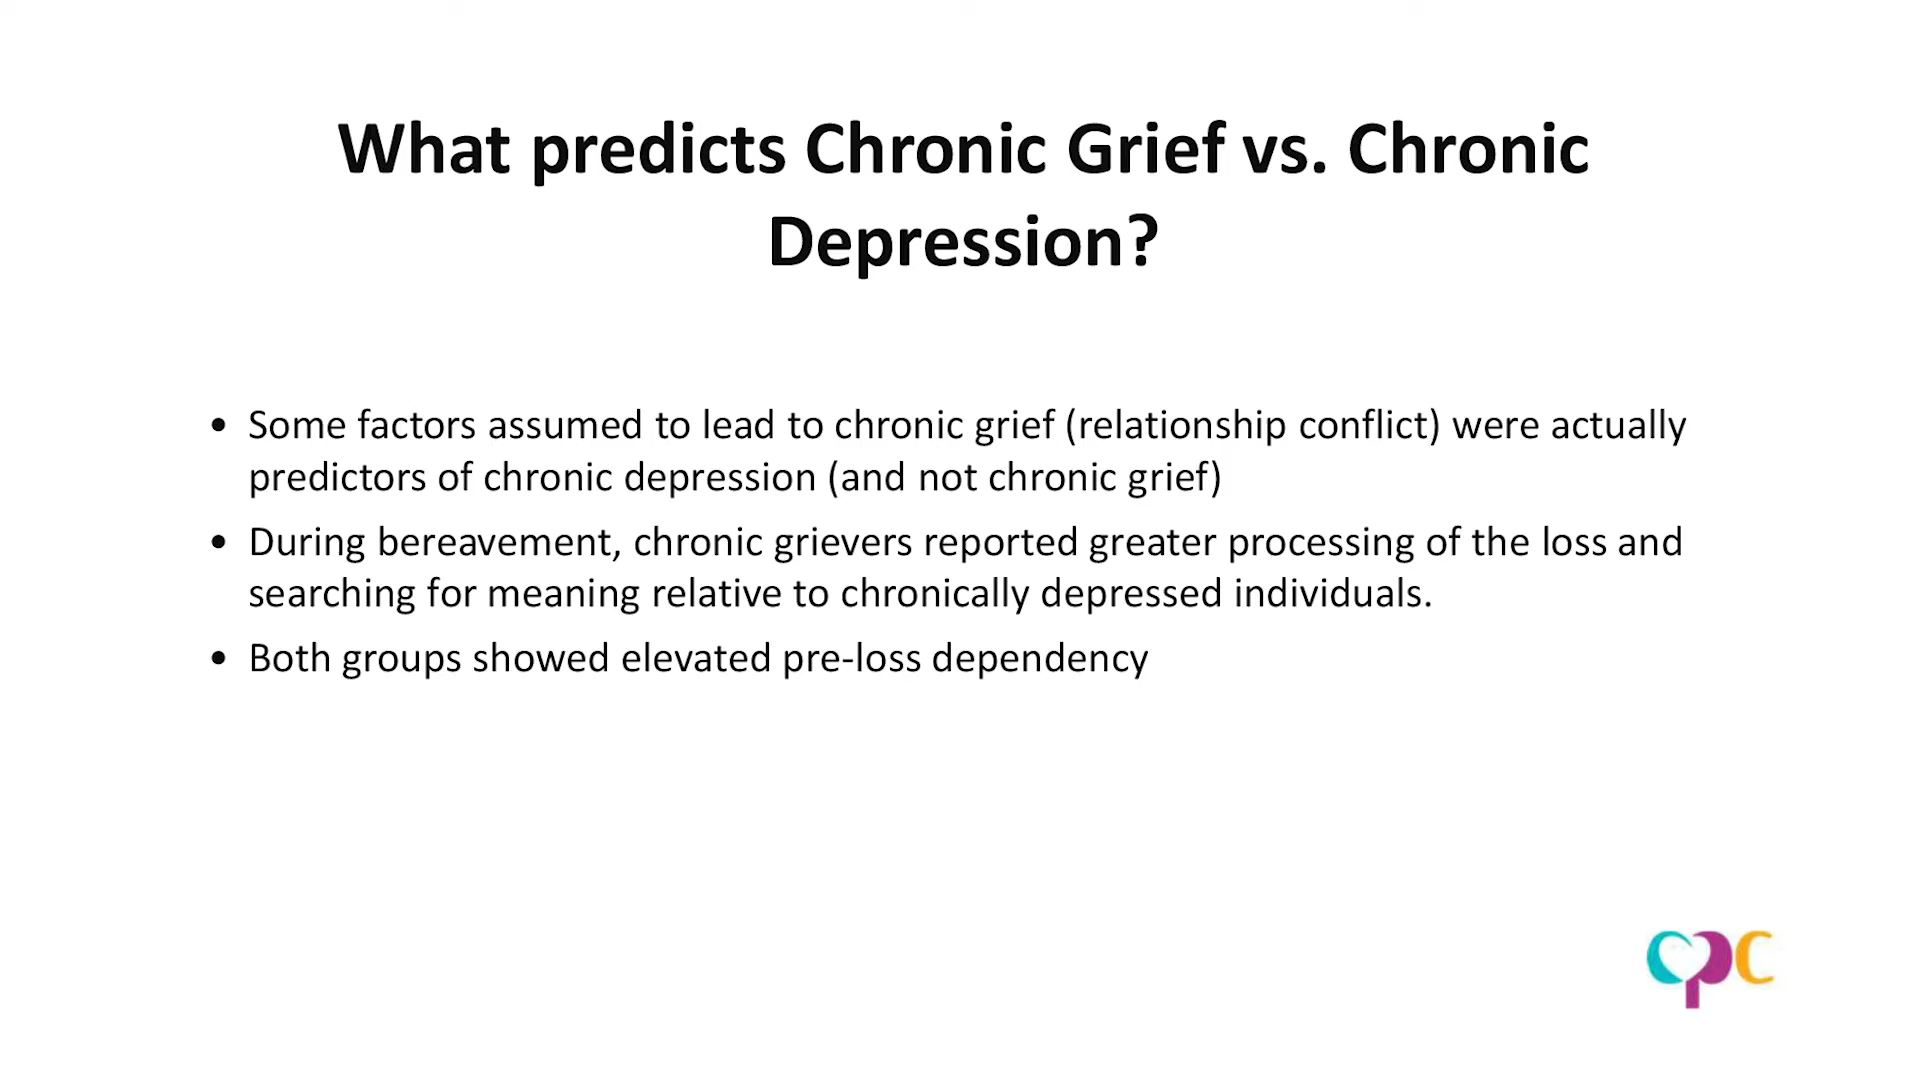 What predicts Chronic Grief vs. Chronic
Depression?
• Some factors assumed to lead to chronic grief (relationship conflict) were actually
predictors of chronic depression (and not chronic grief)
• During bereavement, chronic grievers reported greater processing of the loss and
searching for meaning relative to chronically depressed individuals.
• Both groups showed elevated pre-loss dependency
CPC